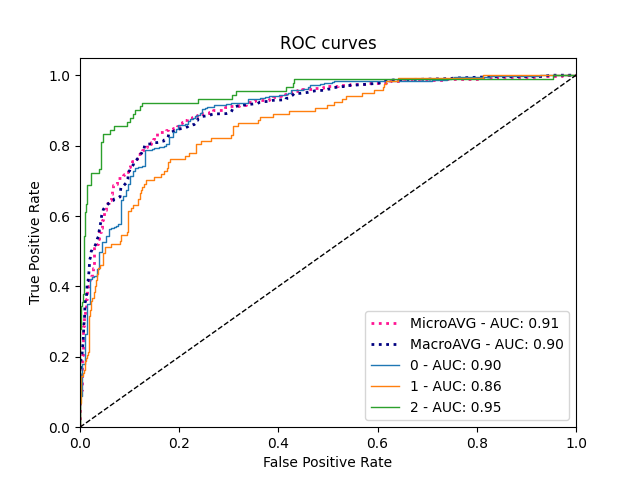 ROC curves
True Positive Rate
1.0
0.8
0.6
0.4
0.2
0.0
MicroAVG - AUC: 0.91
MacroAVG - AUC: 0.90
0 - AUC: 0.90
1 - AUC: 0.86
2 - AUC: 0.95
0.0 0.2 0.4 0.6 0.8 1.0
False Positive Rate